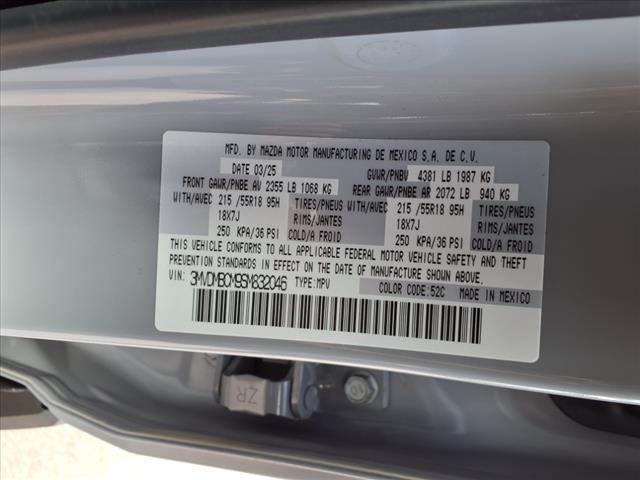 MFD. BY MAZDA MOTOR MANUFACTURING DE MEXICO S.A. DE C.V.
DATE 03/25 GVWR/PNBV 4381 LB 1987 KG
FRONT GAWR/PNBE AV 2355 LB 1068 KG REAR GAWR/PNBE AR 2072 LB 940 KG
WITH/AVEC 215 /55R18 95H TIRES/PNEUS WITH/AVEC 215 /55R18 95H TIRES/PNEUS
18X7J RIMS/JANTES 18X7J RIMS/JANTES
250 KPA/36 PSI COLD/A FROID 250 KPA/36 PSI COLD/A FROID
THIS VEHICLE CONFORMS TO ALL APPLICABLE FEDERAL MOTOR VEHICLE SAFETY AND THEFT
PREVENTION STANDARDS IN EFFECT ON THE DATE OF MANUFACTURE SHOWN ABOVE.
VIN: 3MVDMBCM9SM832046 TYPE:MPV COLOR CODE:52C MADE IN MEXICO
ZR